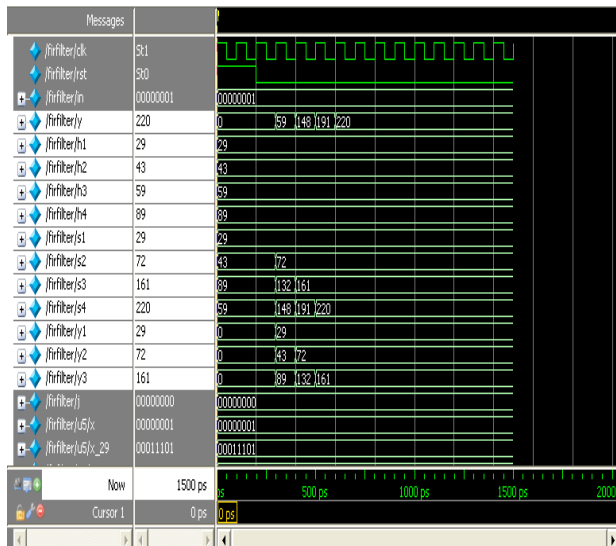 Messages
/firfilter/clk St1
/firfilter/rst St0
/firfilter/in 00000001 00000001
/firfilter/y 220 0 59 148 191 220
/firfilter/h1 29 29
/firfilter/h2 43 43
/firfilter/h3 59 59
/firfilter/h4 89 89
/firfilter/s1 29 29
/firfilter/s2 72 43 72
/firfilter/s3 161 89 132 161
/firfilter/s4 220 59 148 191 220
/firfilter/y1 29 0 29
/firfilter/y2 72 0 43 72
/firfilter/y3 161 0 89 132 161
/firfilter/j 00000000 00000000
/firfilter/u5/x 00000001 00000001
/firfilter/u5/x_29 00011101 00011101
Now 1500 ps ps 500 ps 1000 ps 1500 ps 2000
Cursor 1 0 ps 0 ps